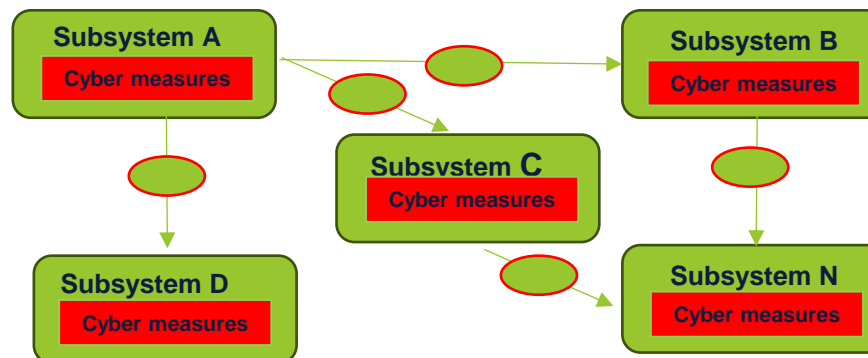 Subsystem A
Cyber measures
Subsystem B
Cyber measures
Subsystem C
Cyber measures
Subsystem D
Cyber measures
Subsystem N
Cyber measures